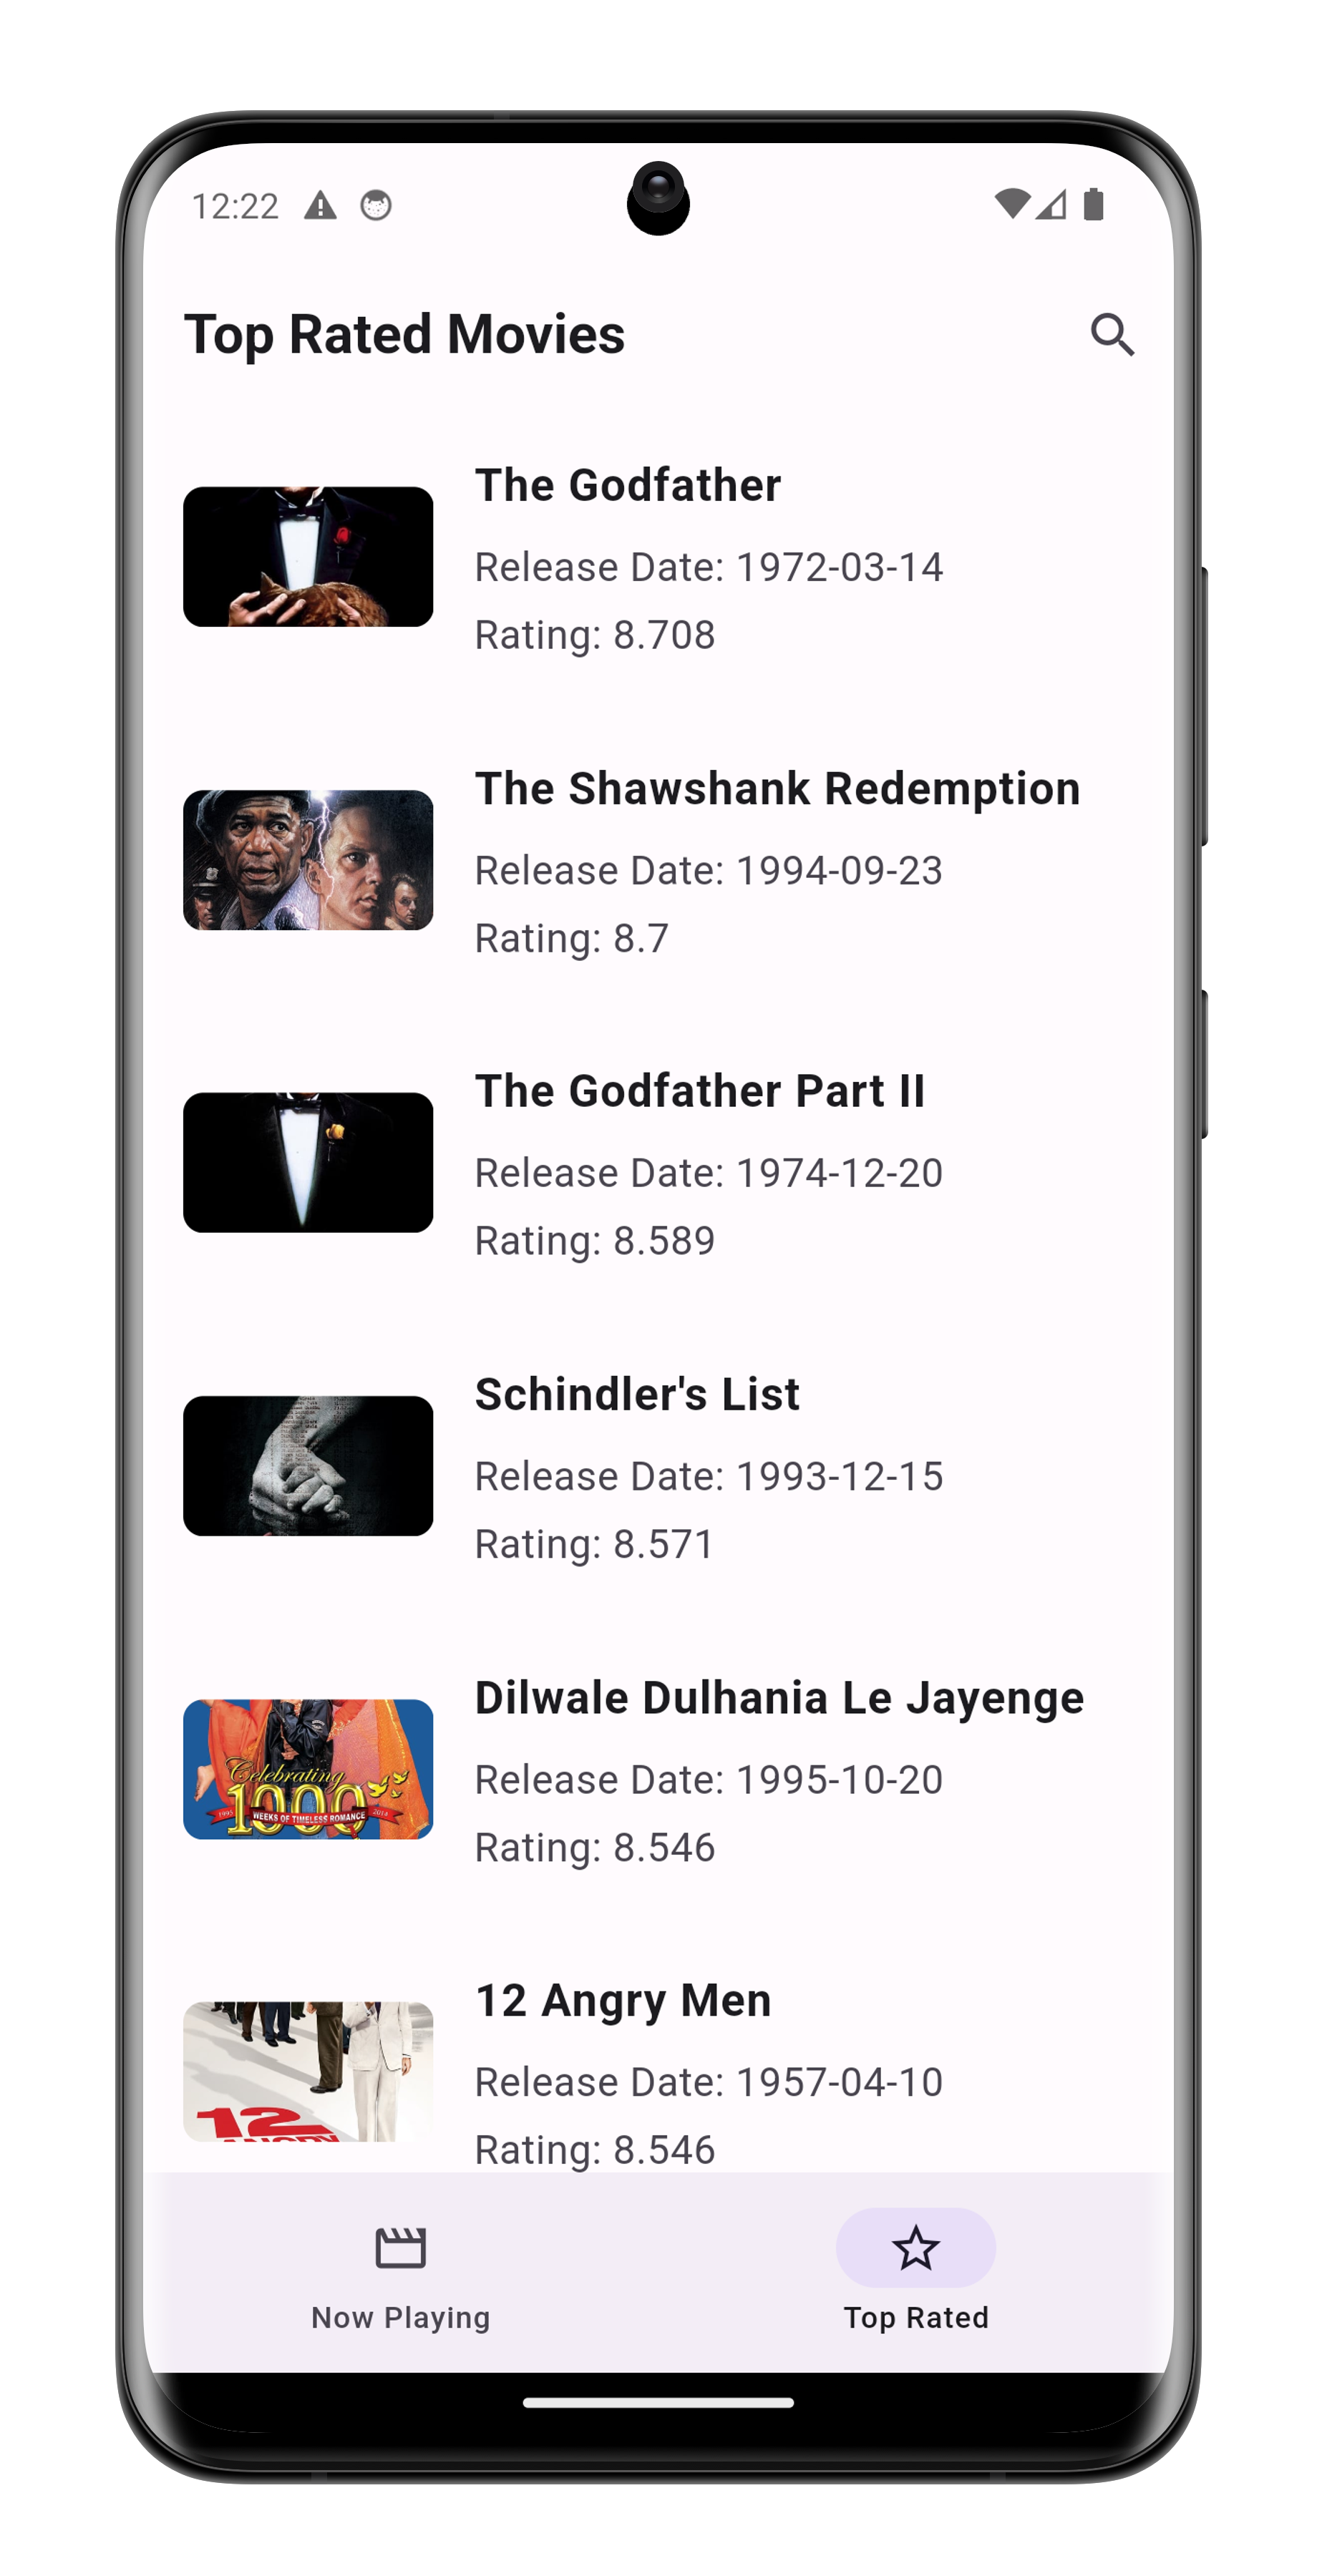 12:22
Top Rated Movies
The Godfather
Release Date: 1972-03-14
Rating: 8.708
The Shawshank Redemption
Release Date: 1994-09-23
Rating: 8.7
The Godfather Part II
Release Date: 1974-12-20
Rating: 8.589
Schindler's List
Release Date: 1993-12-15
Rating: 8.571
Dilwale Dulhania Le Jayenge
Release Date: 1995-10-20
Rating: 8.546
Celebrating
1000
1995 WEEKS OF TIMELESS ROMANCE 2014
12 Angry Men
Release Date: 1957-04-10
Rating: 8.546
12
ANGRY
Now Playing
Top Rated